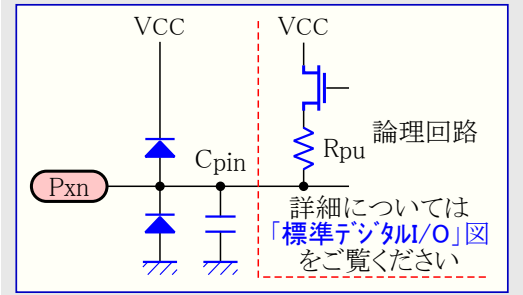 VCC
VCC
論理回路
Cpin
Rpu
Pxn
詳細については
「標準デジタルI/O」図
をご覧ください